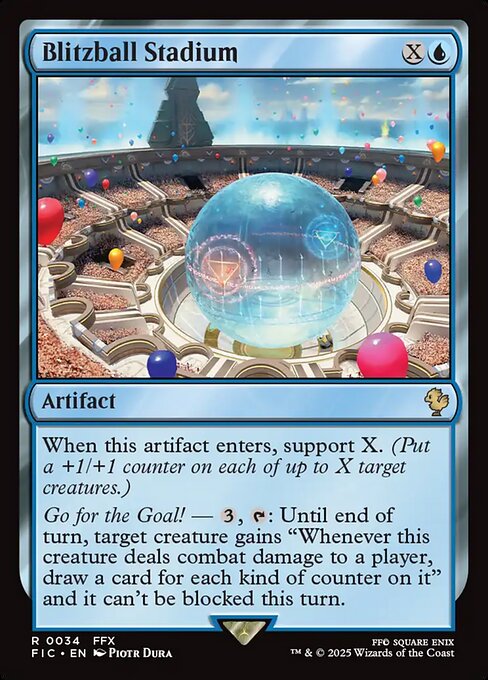 Blitzball Stadium X
Artifact
When this artifact enters, support X. (Put
a +1/+1 counter on each of up to X target
creatures.)
Go for the Goal! — 3, : Until end of
turn, target creature gains “Whenever this
creature deals combat damage to a player,
draw a card for each kind of counter on it”
and it can't be blocked this turn.
R 0034 FFX
FIC • EN Piotr Dura
FF© SQUARE ENIX
™ & © 2025 Wizards of the Coast